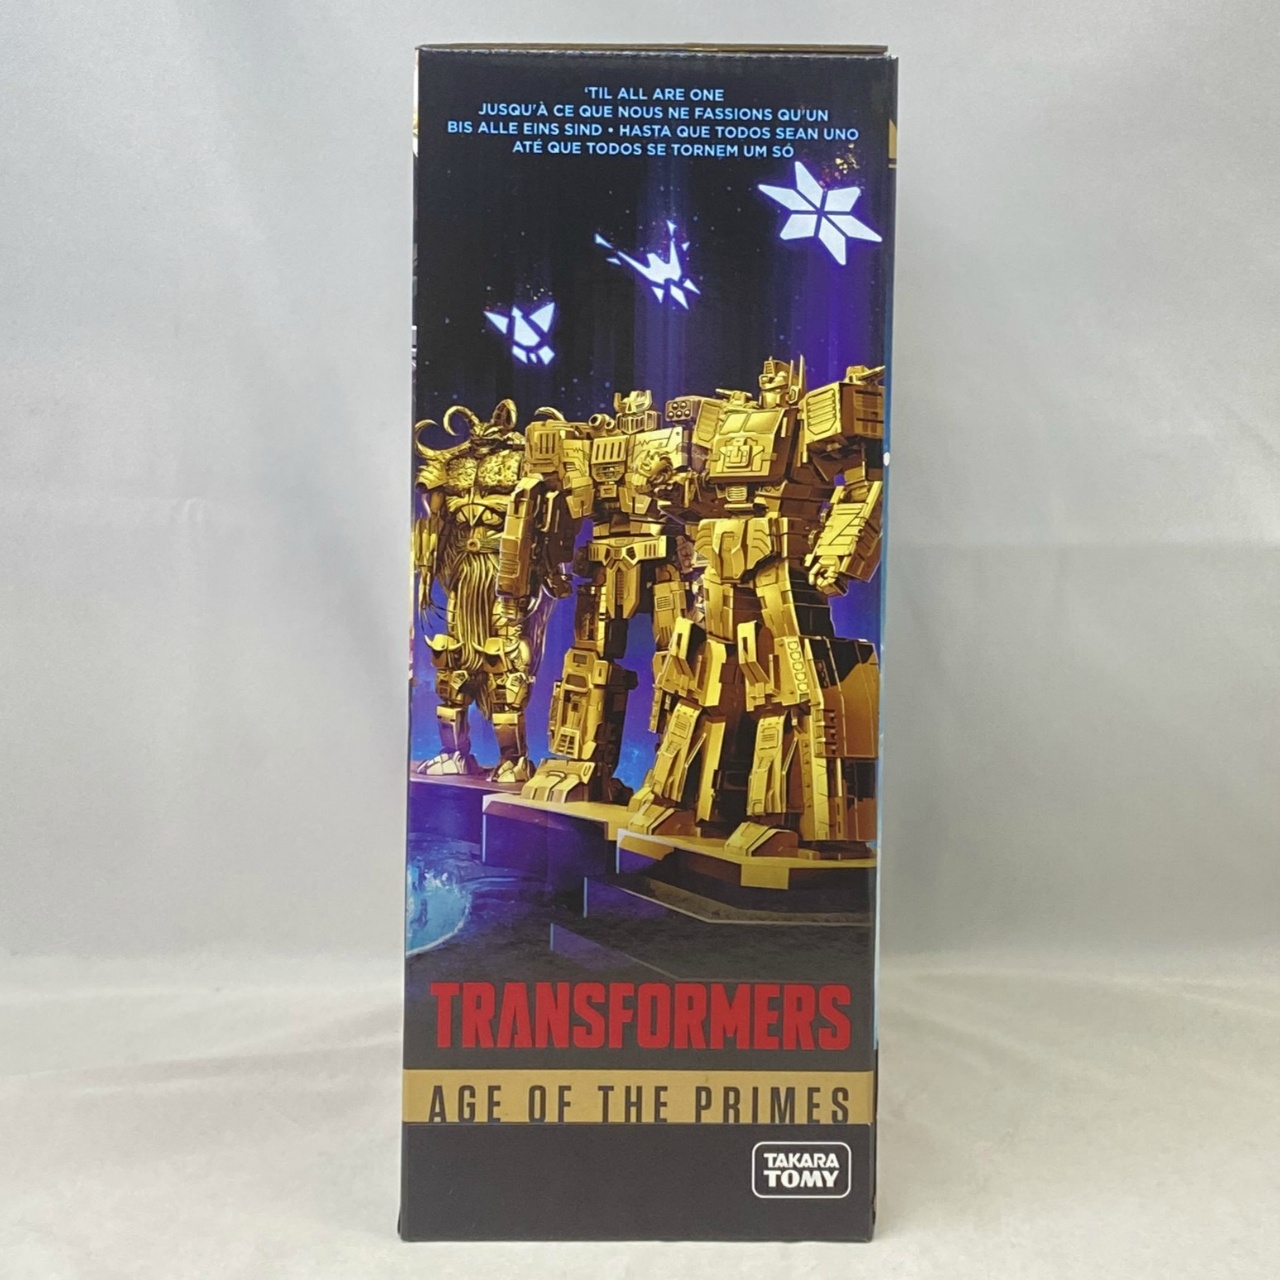 ‘TIL ALL ARE ONE
JUSQU'À CE QUE NOUS NE FASSIONS QU'UN
BIS ALLE EINS SIND • HASTA QUE TODOS SEAN UNO
ATÉ QUE TODOS SE TORNEM UM SÓ
TRANSFORMERS
AGE OF THE PRIMES
TAKARA
TOMY